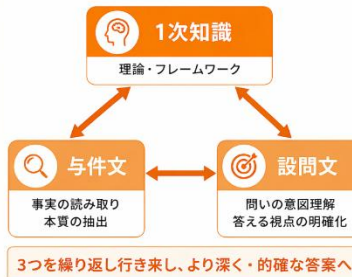 1次知識
理論・フレームワーク
与件文
事実の読み取り
本質の抽出
設問文
問いの意図理解
答える視点の明確化
3つを繰り返し行き来し、より深く・的確な答案へ